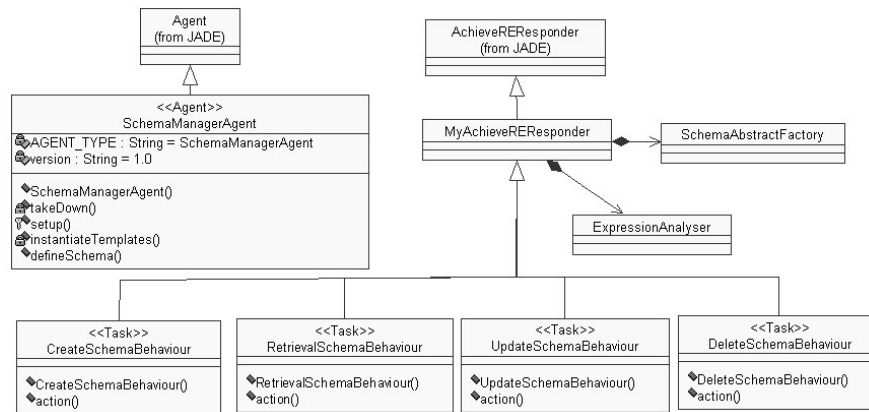 Agent
(from JADE)
AchieveREResponder
(from JADE)
<<Agent>>
SchemaManagerAgent
AGENT_TYPE : String = SchemaManagerAgent
version : String = 1.0
SchemaManagerAgent()
takeDown()
setup()
instantiateTemplates()
defineSchema()
MyAchieveREResponder
SchemaAbstractFactory
ExpressionAnalyser
<<Task>>
CreateSchemaBehaviour
CreateSchemaBehaviour()
action()
<<Task>>
RetrievalSchemaBehaviour
RetrievalSchemaBehaviour()
action()
<<Task>>
UpdateSchemaBehaviour
UpdateSchemaBehaviour()
action()
<<Task>>
DeleteSchemaBehaviour
DeleteSchemaBehaviour()
action()